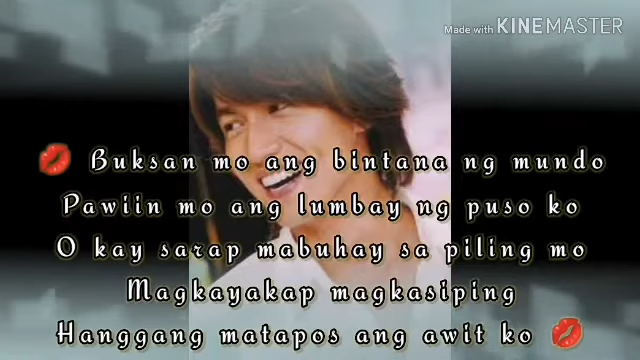 Made with KINEMASTER
💋 Buksan mo ang bintana ng mundo
Pawiin mo ang lumbay ng puso ko
O kay sarap mabuhay sa piling mo
Magkayakap magkasiping
Hanggang matapos ang awit ko 💋